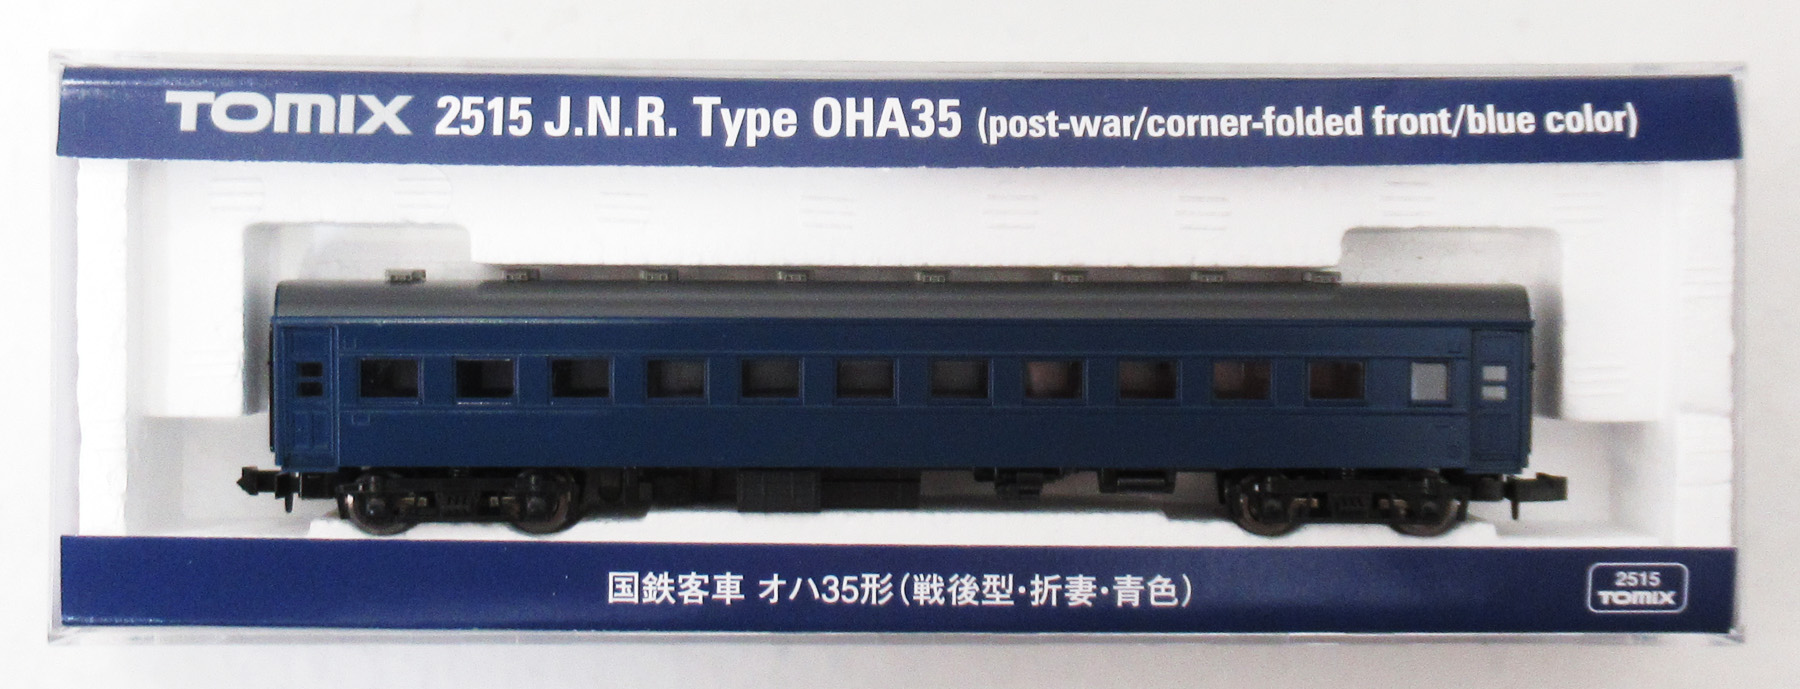 TOMIX 2515 J.N.R. Type OHA35 (post-war/corner-folded front/blue color)
国鉄客車 オハ35形(戦後型･折妻･青色)
2515
TOMIX